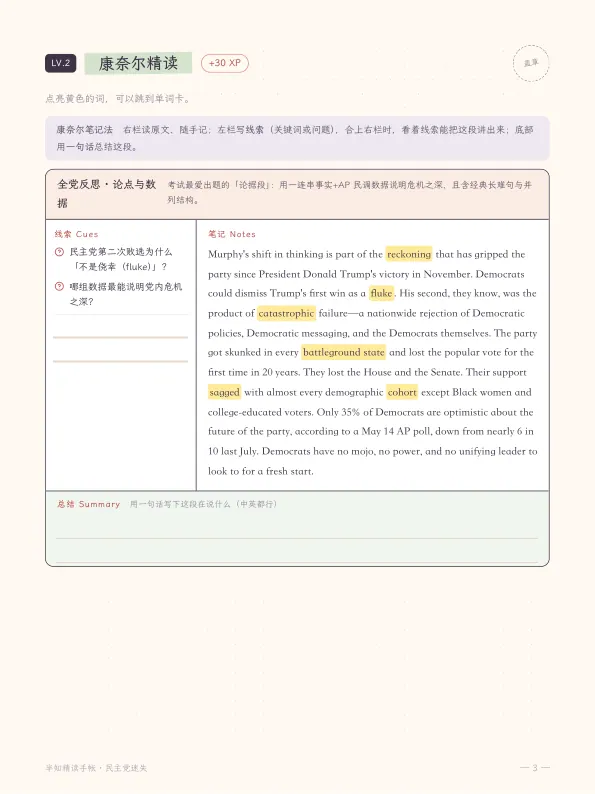 LV.2
康奈尔精读
+30 XP
盖章
点亮黄色的词，可以跳到单词卡。
康奈尔笔记法 右栏读原文、随手记；左栏写线索（关键词或问题），合上右栏时，看着线索能把这段讲出来；底部
用一句话总结这段。
全党反思·论点与数
据
考试最爱出题的「论据段」：用一连串事实+AP 民调数据说明危机之深，且含经典长难句与并
列结构。
线索 Cues
民主党第二次败选为什么
「不是侥幸（fluke）」？
哪组数据最能说明党内危机
之深？
笔记 Notes
Murphy's shift in thinking is part of the reckoning that has gripped the
party since President Donald Trump's victory in November. Democrats
could dismiss Trump's first win as a fluke. His second, they know, was the
product of catastrophic failure—a nationwide rejection of Democratic
policies, Democratic messaging, and the Democrats themselves. The party
got skunked in every battleground state and lost the popular vote for the
first time in 20 years. They lost the House and the Senate. Their support
sagged with almost every demographic cohort except Black women and
college-educated voters. Only 35% of Democrats are optimistic about the
future of the party, according to a May 14 AP poll, down from nearly 6 in
10 last July. Democrats have no mojo, no power, and no unifying leader to
look to for a fresh start.
总结 Summary 用一句话写下这段在说什么（中英都行）
早知精读手帐·民主党迷失
— 3 —